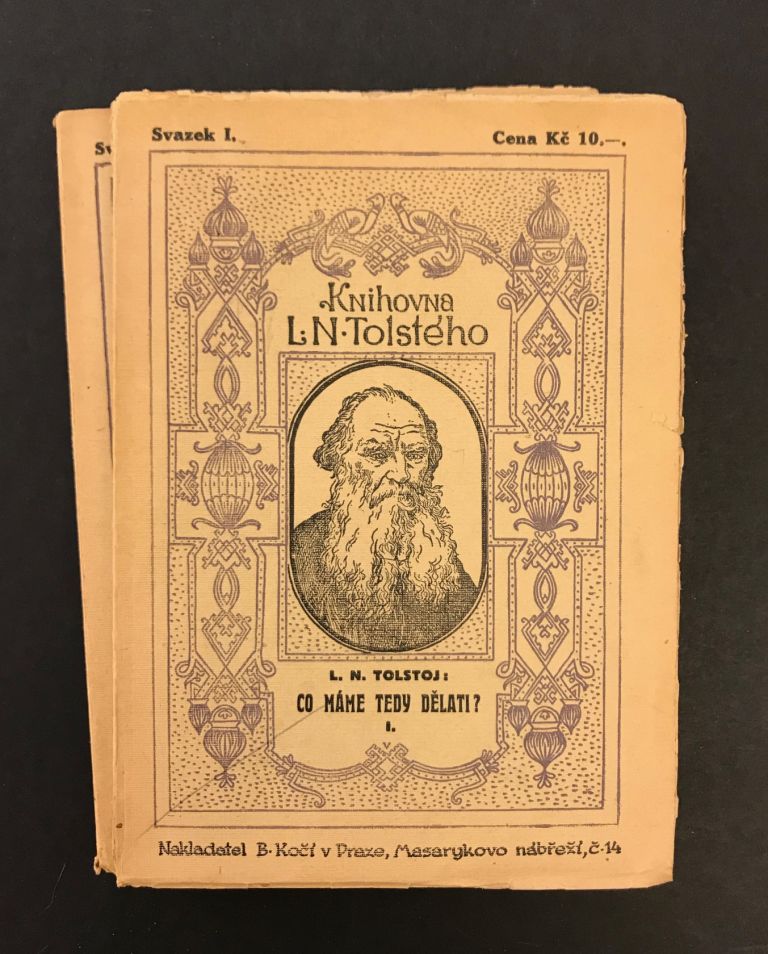 Svazek I.
Cena Kč 10.—.
Knihovna
L.N.Tolstého
L. N. TOLSTOJ:
CO MÁME TEDY DĚLATI?
I.
Nakladatel B. Kočí v Praze, Masarykovo nábřeží, č. 14